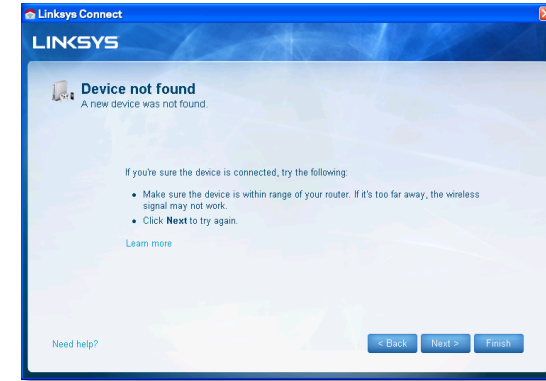 Linksys Connect
LINKSYS
Device not found
A new device was not found.
If you're sure the device is connected, try the following:
• Make sure the device is within range of your router. If it's too far away, the wireless
signal may not work.
• Click Next to try again.
Learn more
Need help?
< Back Next > Finish